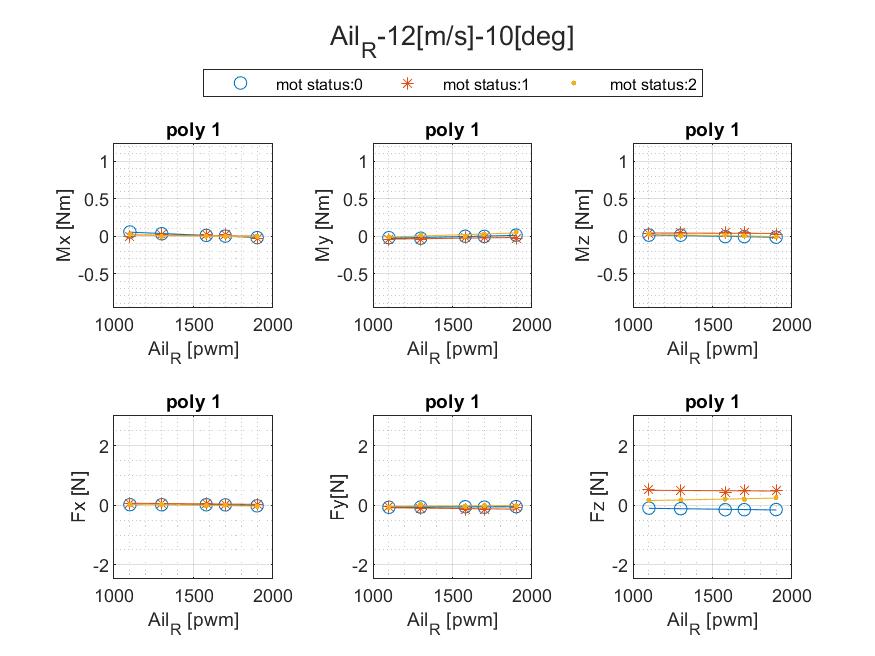 Ail_R-12[m/s]-10[deg]
mot status:0 mot status:1 mot status:2
poly 1 poly 1 poly 1
Mx [Nm] My [Nm] Mz [Nm]
1 1 1
0.5 0.5 0.5
0 0 0
-0.5 -0.5 -0.5
1000 1500 2000 1000 1500 2000 1000 1500 2000
Ail_R [pwm] Ail_R [pwm] Ail_R [pwm]
poly 1 poly 1 poly 1
Fx [N] Fy[N] Fz [N]
2 2 2
0 0 0
-2 -2 -2
1000 1500 2000 1000 1500 2000 1000 1500 2000
Ail_R [pwm] Ail_R [pwm] Ail_R [pwm]